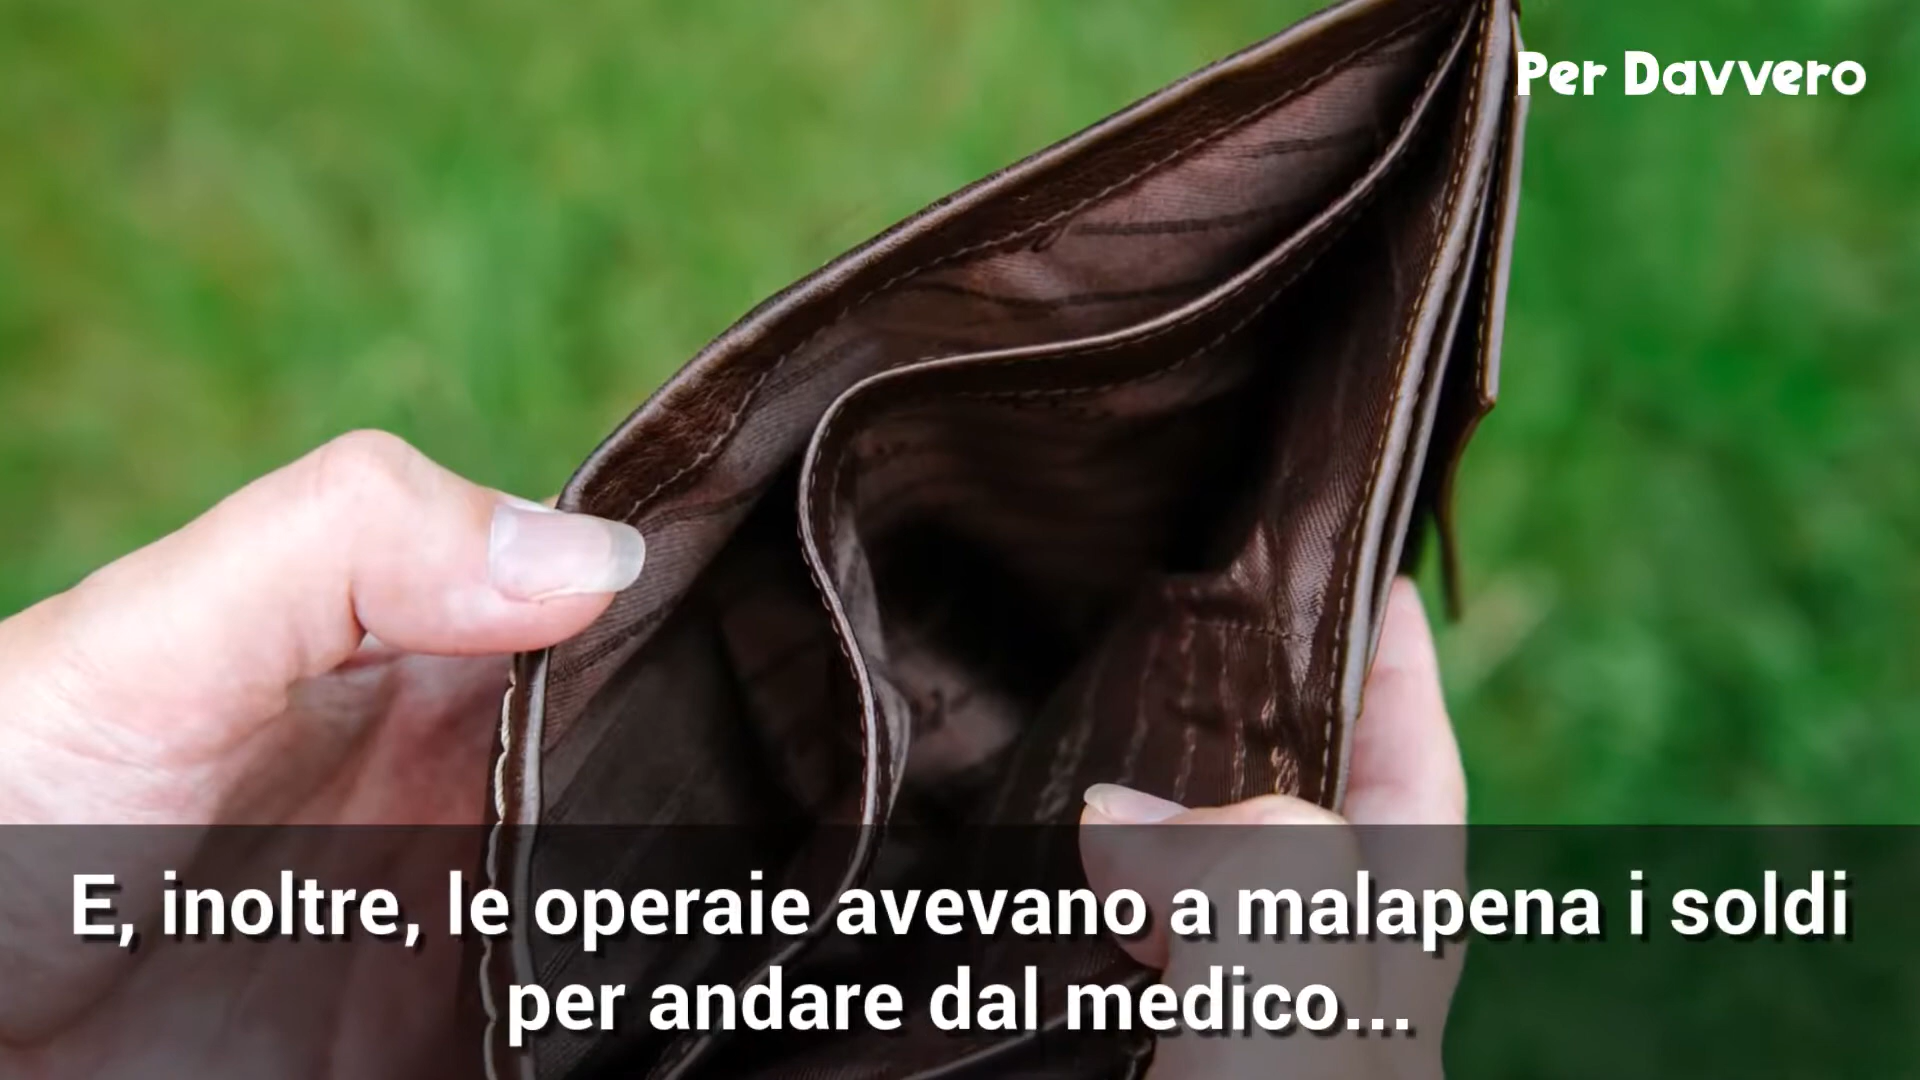 Per Davvero
E, inoltre, le operaie avevano a malapena i soldi
per andare dal medico...